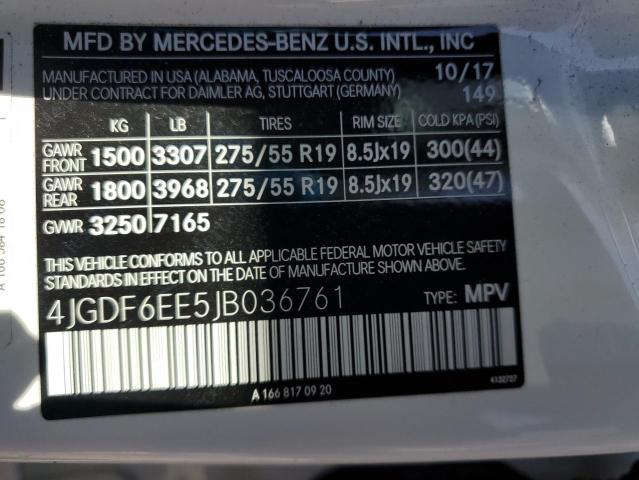 MFD BY MERCEDES-BENZ U.S. INTL., INC
MANUFACTURED IN USA (ALABAMA, TUSCALOOSA COUNTY) 10/17
UNDER CONTRACT FOR DAIMLER AG, STUTTGART (GERMANY) 149
KG LB TIRES RIM SIZE COLD KPA (PSI)
GAWR FRONT 1500 3307 275/55 R19 8.5Jx19 300(44)
GAWR REAR 1800 3968 275/55 R19 8.5Jx19 320(47)
GVWR 3250 7165
THIS VEHICLE CONFORMS TO ALL APPLICABLE FEDERAL MOTOR VEHICLE SAFETY
STANDARDS IN EFFECT ON THE DATE OF MANUFACTURE SHOWN ABOVE.
4JGDF6EE5JB036761 TYPE: MPV
A 166 817 09 20 4132737